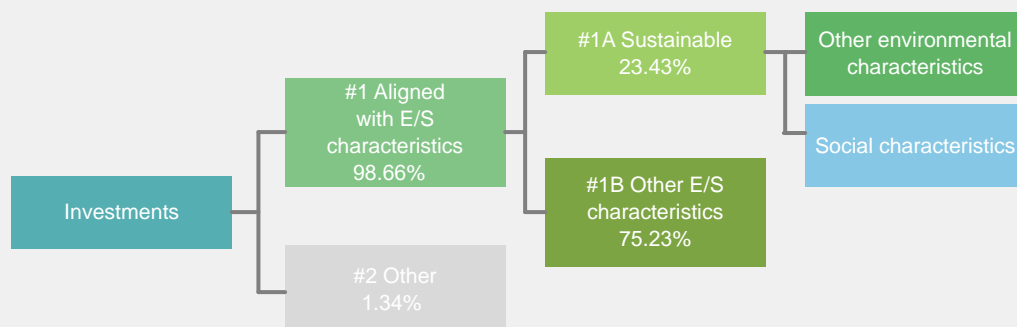 Investments
#1 Aligned
with E/S
characteristics
98.66%
#2 Other
1.34%
#1A Sustainable
23.43%
#1B Other E/S
characteristics
75.23%
Other environmental
characteristics
Social characteristics